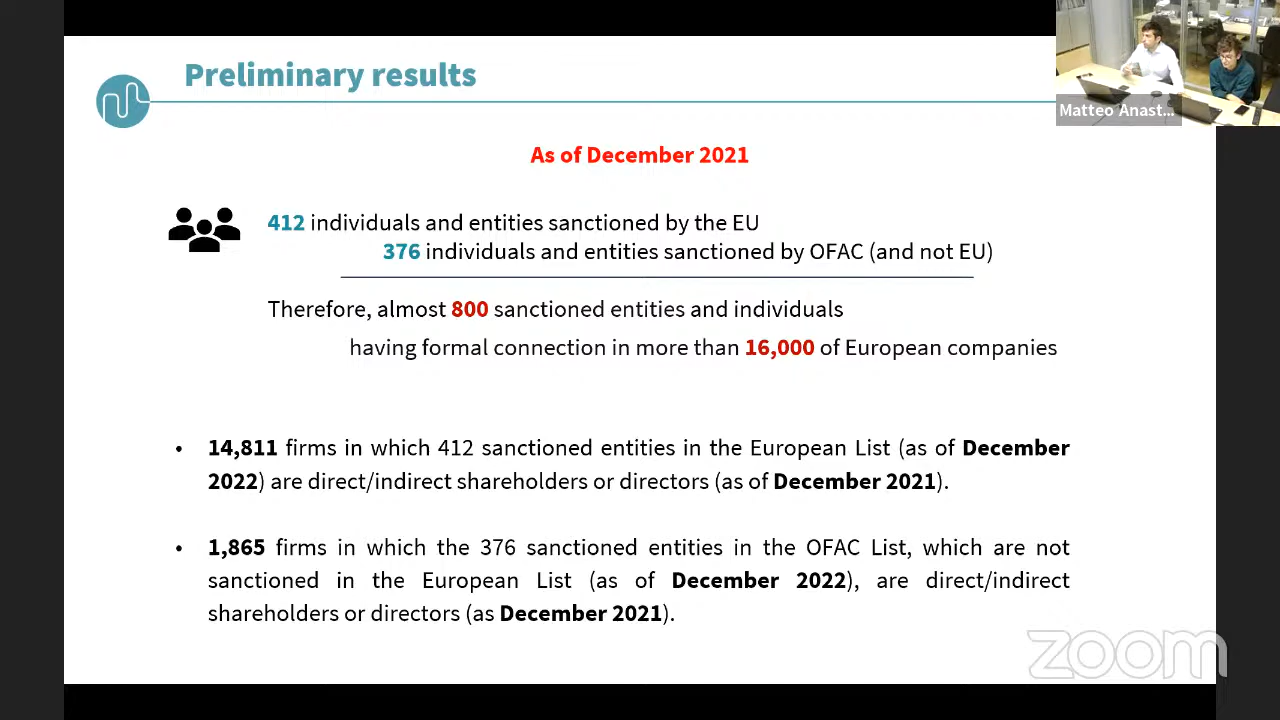 Preliminary results
Matteo Anast...
As of December 2021
412 individuals and entities sanctioned by the EU
376 individuals and entities sanctioned by OFAC (and not EU)
Therefore, almost 800 sanctioned entities and individuals
having formal connection in more than 16,000 of European companies
• 14,811 firms in which 412 sanctioned entities in the European List (as of December
2022) are direct/indirect shareholders or directors (as of December 2021).
• 1,865 firms in which the 376 sanctioned entities in the OFAC List, which are not
sanctioned in the European List (as of December 2022), are direct/indirect
shareholders or directors (as December 2021).
zoom